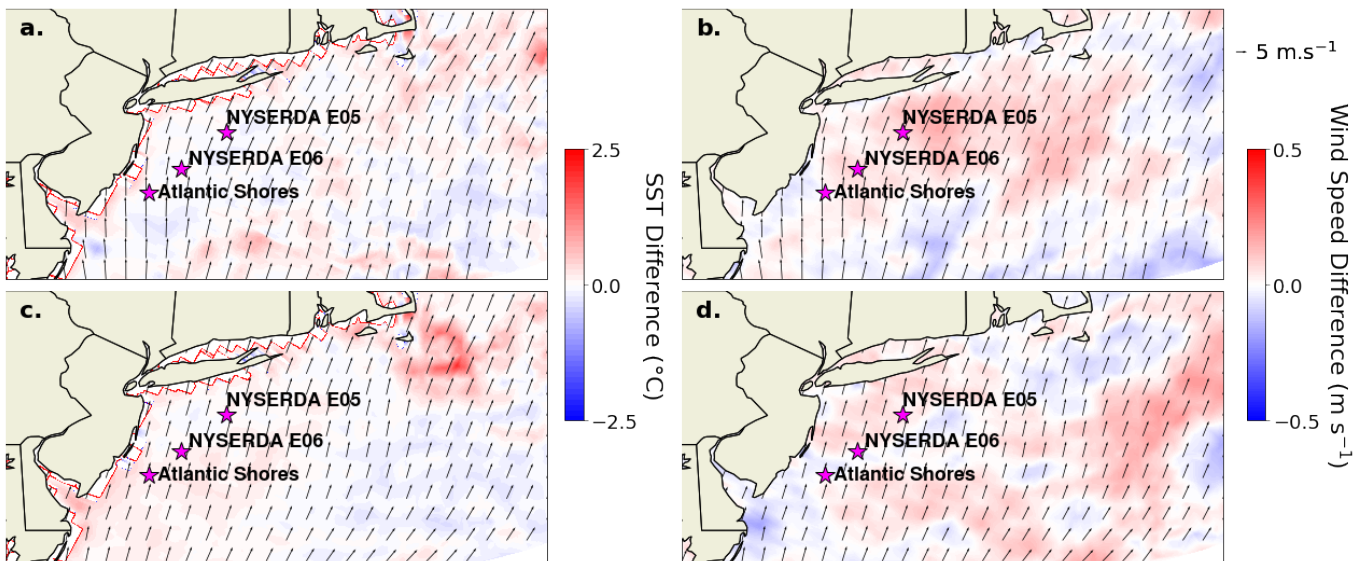 a.
NYSERDA E05
NYSERDA E06
Atlantic Shores
b.
NYSERDA E05
NYSERDA E06
Atlantic Shores
5 m.s⁻¹
2.5
0.0
−2.5
SST Difference (°C)
0.5
0.0
−0.5
Wind Speed Difference (m s⁻¹)
c.
NYSERDA E05
NYSERDA E06
Atlantic Shores
d.
NYSERDA E05
NYSERDA E06
Atlantic Shores